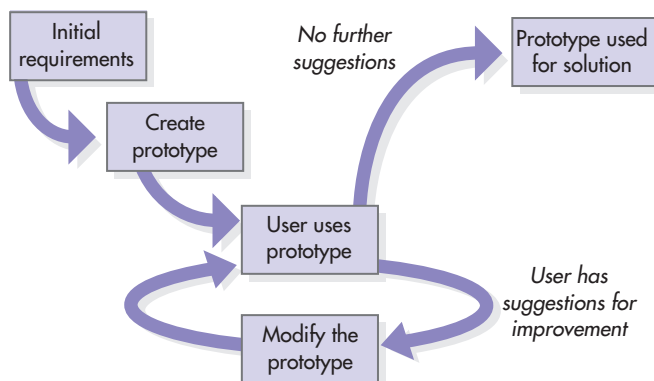 Initial
requirements
No further
suggestions
Prototype used
for solution
Create
prototype
User uses
prototype
User has
suggestions for
improvement
Modify the
prototype